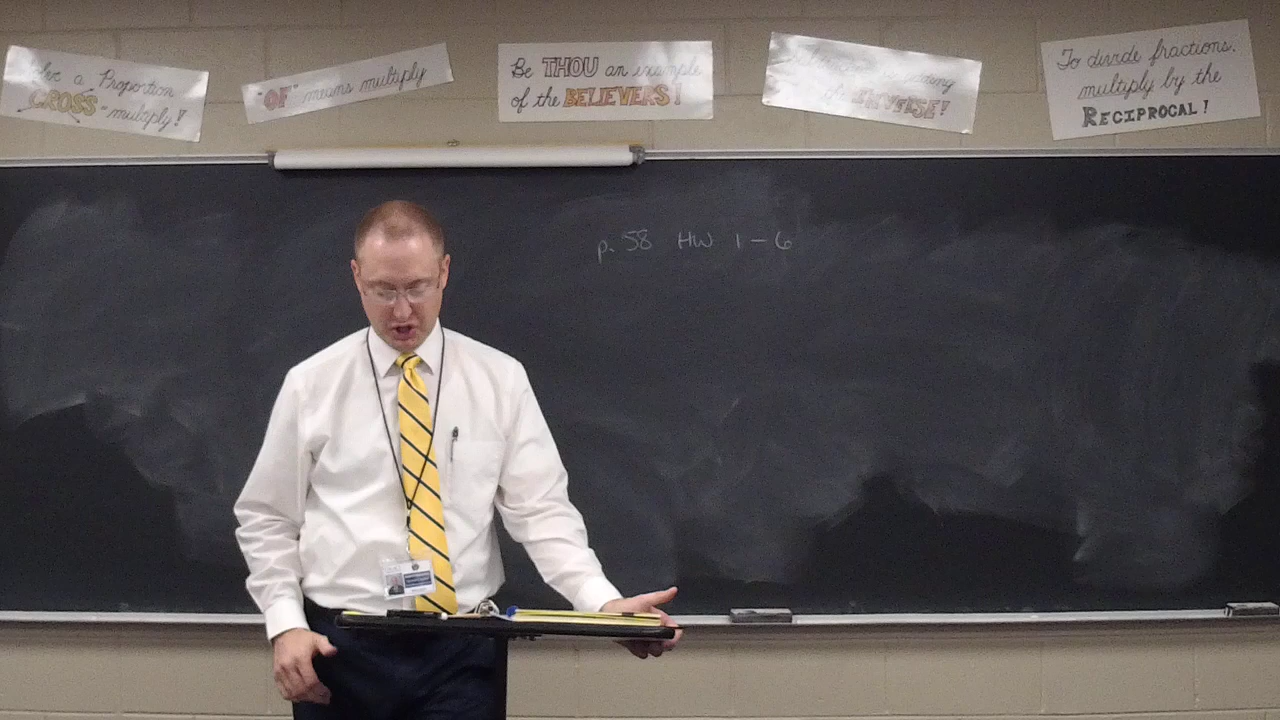 a Proportion
"CROSS"-multiply!
"OF" means multiply
Be THOU an example
of the BELIEVERS!
INVERSE!
To divide fractions,
multiply by the
RECIPROCAL!
p. 58 HW 1-6